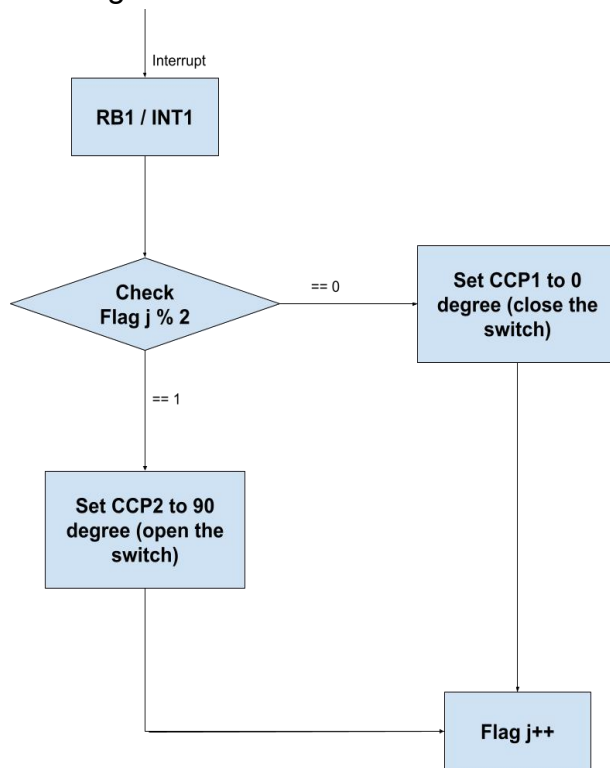 Interrupt
RB1 / INT1
Check
Flag j % 2
== 0
Set CCP1 to 0
degree (close the
switch)
== 1
Set CCP2 to 90
degree (open the
switch)
Flag j++